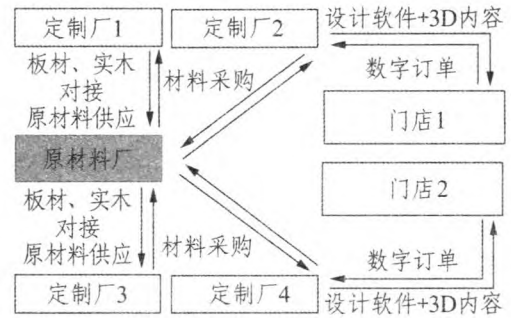 定制厂1
定制厂2
设计软件+3D内容
板材、实木
对接
原材料供应
材料采购
数字订单
门店1
原材料厂
门店2
板材、实木
对接
原材料供应
材料采购
数字订单
定制厂3
定制厂4
设计软件+3D内容